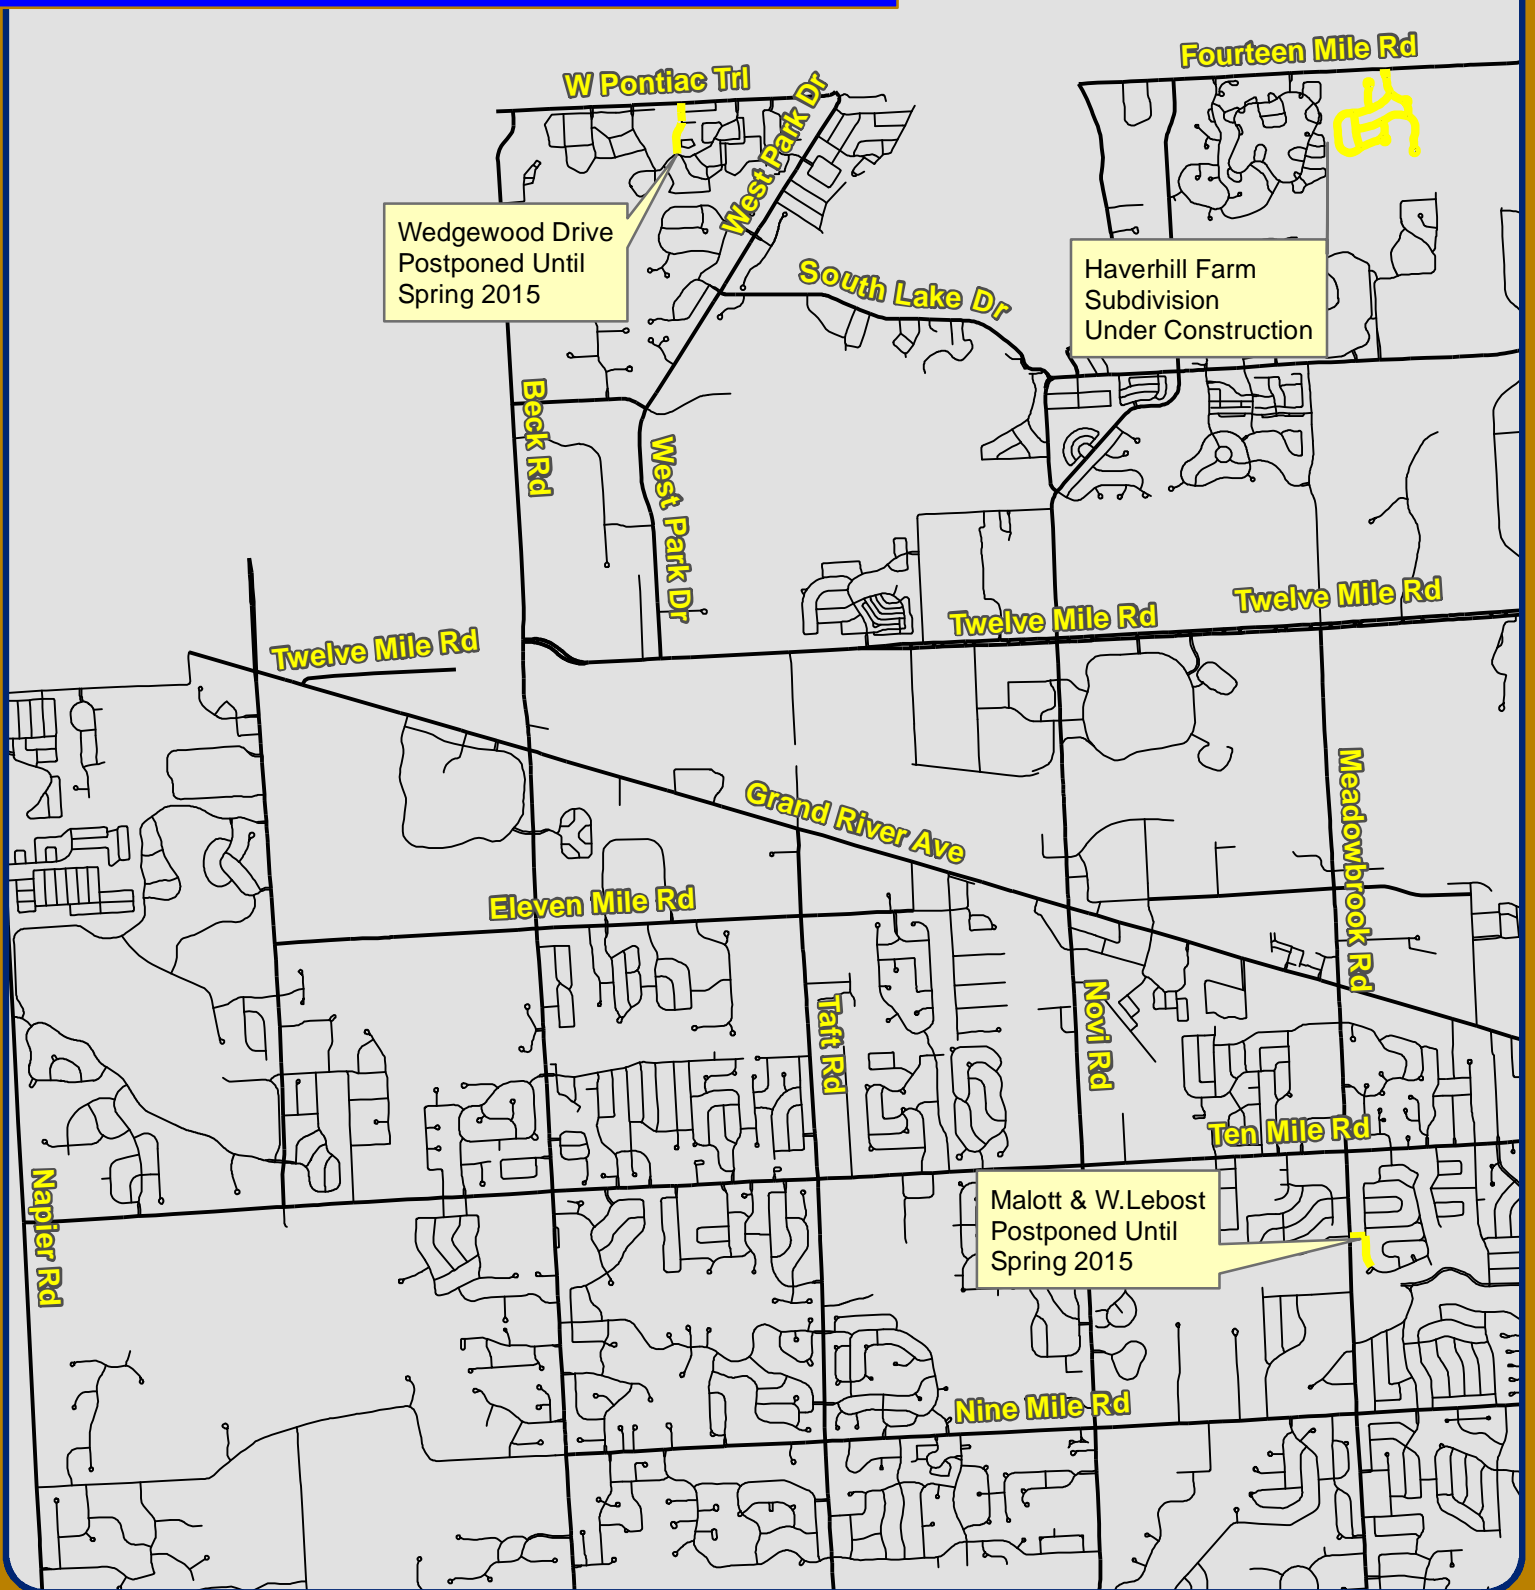 Fourteen Mile Rd
W Pontiac Trl
West Park Dr
Wedgewood Drive
Postponed Until
Spring 2015
South Lake Dr
Haverhill Farm
Subdivision
Under Construction
Beck Rd
West Park Dr
Twelve Mile Rd
Twelve Mile Rd
Twelve Mile Rd
Meadowbrook Rd
Grand River Ave
Eleven Mile Rd
Taft Rd
Novi Rd
Ten Mile Rd
Napier Rd
Malott & W.Lebost
Postponed Until
Spring 2015
Nine Mile Rd